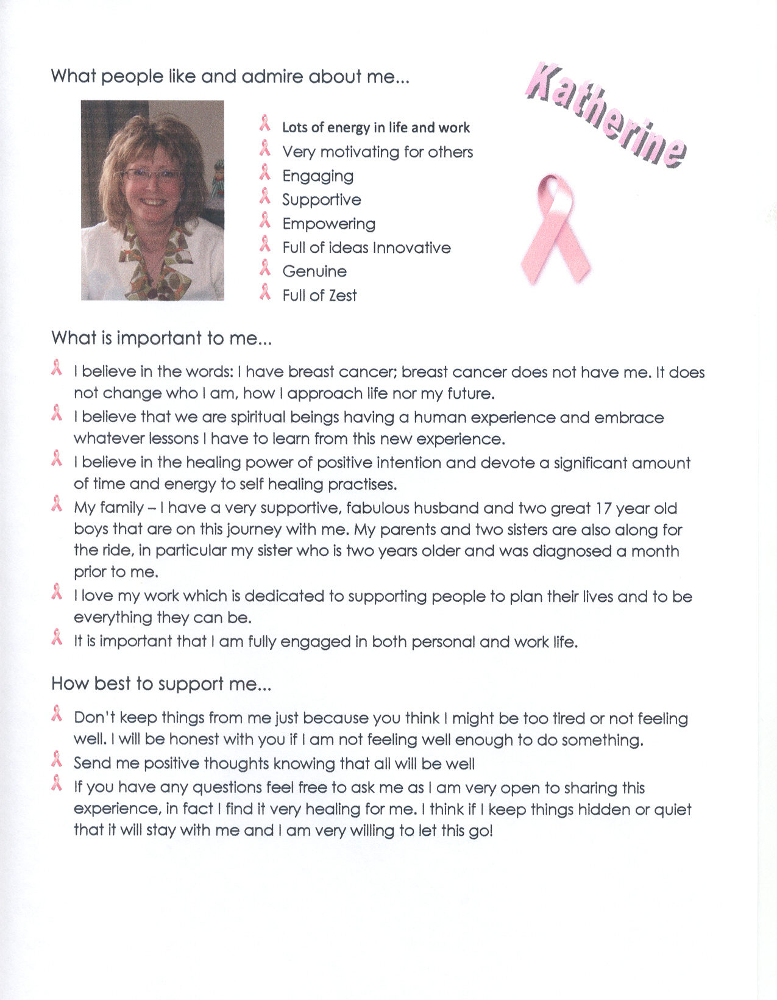 What people like and admire about me...
Katherine
Lots of energy in life and work
Very motivating for others
Engaging
Supportive
Empowering
Full of ideas Innovative
Genuine
Full of Zest
What is important to me...
I believe in the words: I have breast cancer; breast cancer does not have me. It does
not change who I am, how I approach life nor my future.
I believe that we are spiritual beings having a human experience and embrace
whatever lessons I have to learn from this new experience.
I believe in the healing power of positive intention and devote a significant amount
of time and energy to self healing practises.
My family – I have a very supportive, fabulous husband and two great 17 year old
boys that are on this journey with me. My parents and two sisters are also along for
the ride, in particular my sister who is two years older and was diagnosed a month
prior to me.
I love my work which is dedicated to supporting people to plan their lives and to be
everything they can be.
It is important that I am fully engaged in both personal and work life.
How best to support me...
Don't keep things from me just because you think I might be too tired or not feeling
well. I will be honest with you if I am not feeling well enough to do something.
Send me positive thoughts knowing that all will be well
If you have any questions feel free to ask me as I am very open to sharing this
experience, in fact I find it very healing for me. I think if I keep things hidden or quiet
that it will stay with me and I am very willing to let this go!